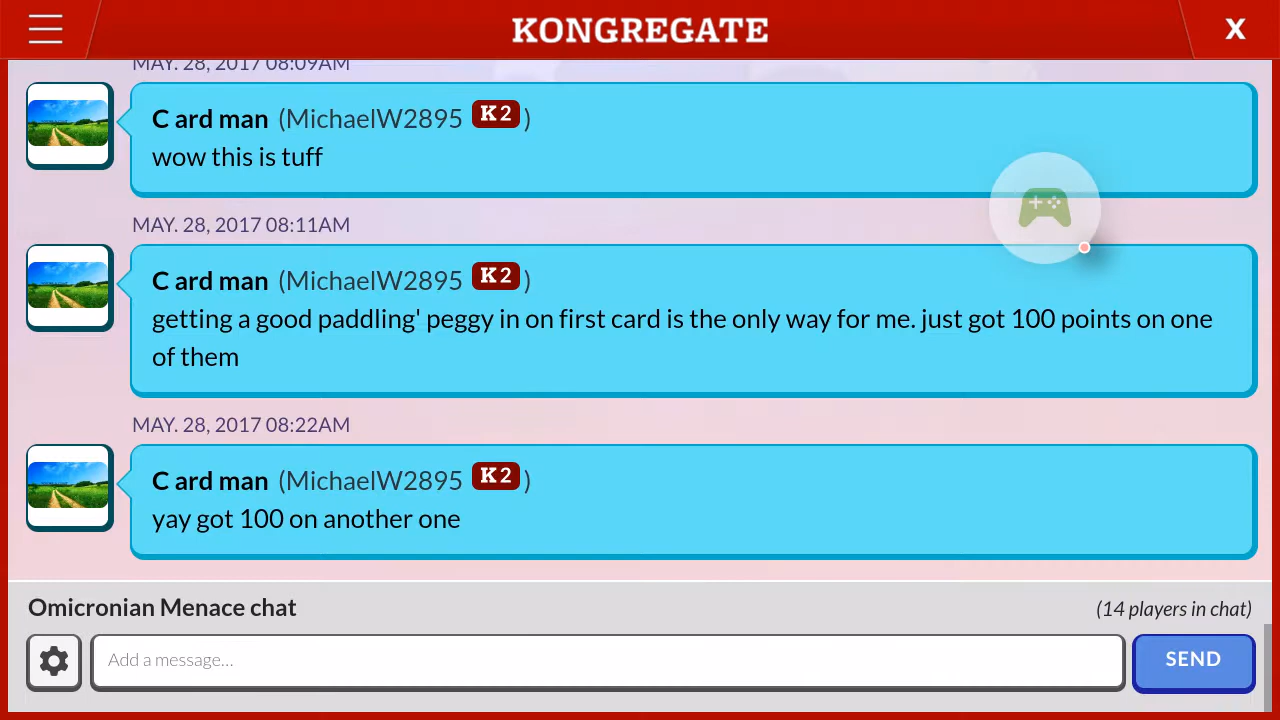 KONGREGATE
X
MAY. 28, 2017 08:09AM
C ard man (MichaelW2895 K2 )
wow this is tuff
MAY. 28, 2017 08:11AM
C ard man (MichaelW2895 K2 )
getting a good paddling' peggy in on first card is the only way for me. just got 100 points on one
of them
MAY. 28, 2017 08:22AM
C ard man (MichaelW2895 K2 )
yay got 100 on another one
Omicronian Menace chat
(14 players in chat)
Add a message...
SEND